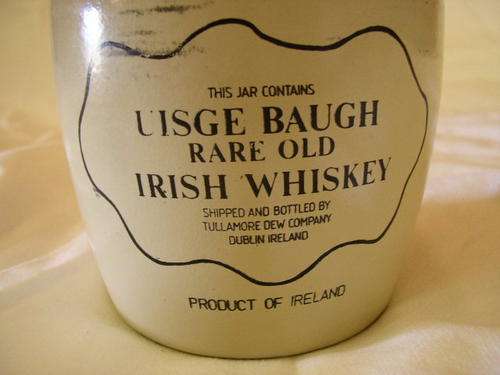 THIS JAR CONTAINS
UISGE BAUGH
RARE OLD
IRISH WHISKEY
SHIPPED AND BOTTLED BY
TULLAMORE DEW COMPANY
DUBLIN IRELAND
PRODUCT OF IRELAND